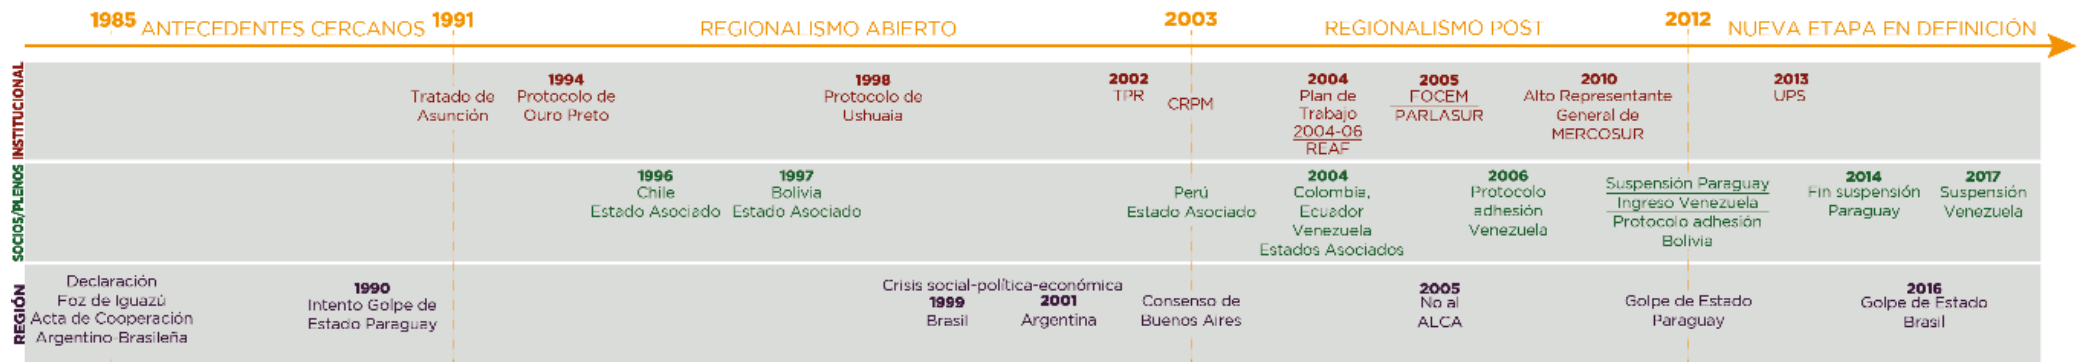 1985
ANTECEDENTES CERCANOS
1991
REGIONALISMO ABIERTO
2003
REGIONALISMO POST
2012
NUEVA ETAPA EN DEFINICIÓN
INSTITUCIONAL
Tratado de
Asunción
1994
Protocolo de
Ouro Preto
1998
Protocolo de
Ushuaia
2002
TPR
CRPM
2004
Plan de
Trabajo
2004-06
REAF
2005
FOCEM
PARLASUR
2010
Alto Representante
General de
MERCOSUR
2013
UPS
SOCIOS/PLENOS
1996
Chile
Estado Asociado
1997
Bolivia
Estado Asociado
Perú
Estado Asociado
2004
Colombia,
Ecuador
Venezuela
Estados Asociados
2006
Protocolo
adhesión
Venezuela
Suspensión Paraguay
Ingreso Venezuela
Protocolo adhesión
Bolivia
2014
Fin suspensión
Paraguay
2017
Suspensión
Venezuela
REGIÓN
Declaración
Foz de Iguazú
Acta de Cooperación
Argentino-Brasileña
1990
Intento Golpe de
Estado Paraguay
Crisis social-política-económica
1999
Brasil
2001
Argentina
Consenso de
Buenos Aires
2005
No al
ALCA
Golpe de Estado
Paraguay
2016
Golpe de Estado
Brasil